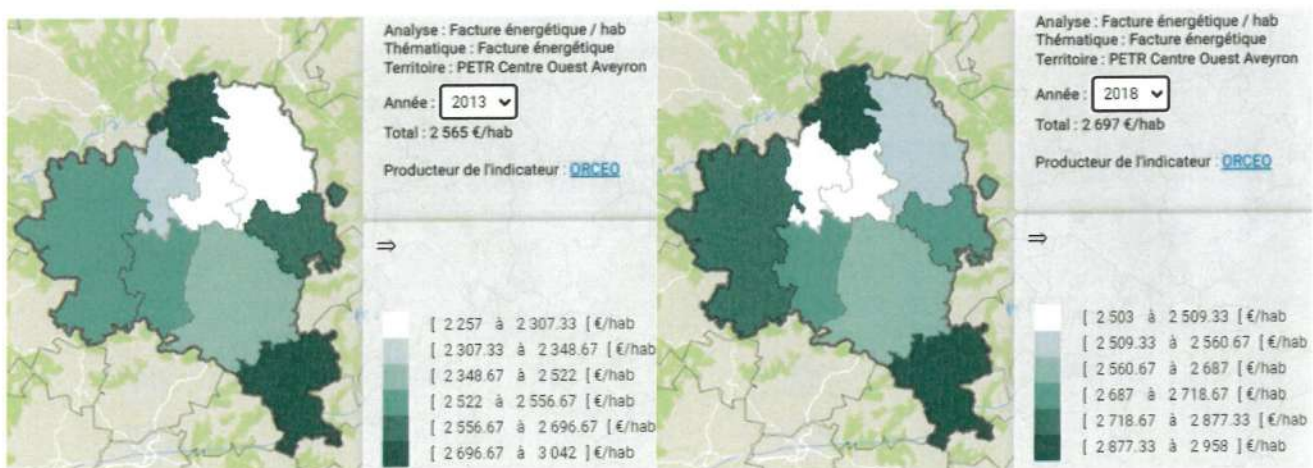 Analyse : Facture énergétique / hab
Thématique : Facture énergétique
Territoire : PETR Centre Ouest Aveyron
Année : 2013
Total : 2 565 €/hab
Producteur de l'indicateur : ORCEO
⇒
[ 2 257 à 2 307.33 [ €/hab
[ 2 307.33 à 2 348.67 [ €/hab
[ 2 348.67 à 2 522 [ €/hab
[ 2 522 à 2 556.67 [ €/hab
[ 2 556.67 à 2 696.67 [ €/hab
[ 2 696.67 à 3 042 ] €/hab
Analyse : Facture énergétique / hab
Thématique : Facture énergétique
Territoire : PETR Centre Ouest Aveyron
Année : 2018
Total : 2 697 €/hab
Producteur de l'indicateur : ORCEO
⇒
[ 2 503 à 2 509.33 [ €/hab
[ 2 509.33 à 2 560.67 [ €/hab
[ 2 560.67 à 2 687 [ €/hab
[ 2 687 à 2 718.67 [ €/hab
[ 2 718.67 à 2 877.33 [ €/hab
[ 2 877.33 à 2 958 ] €/hab